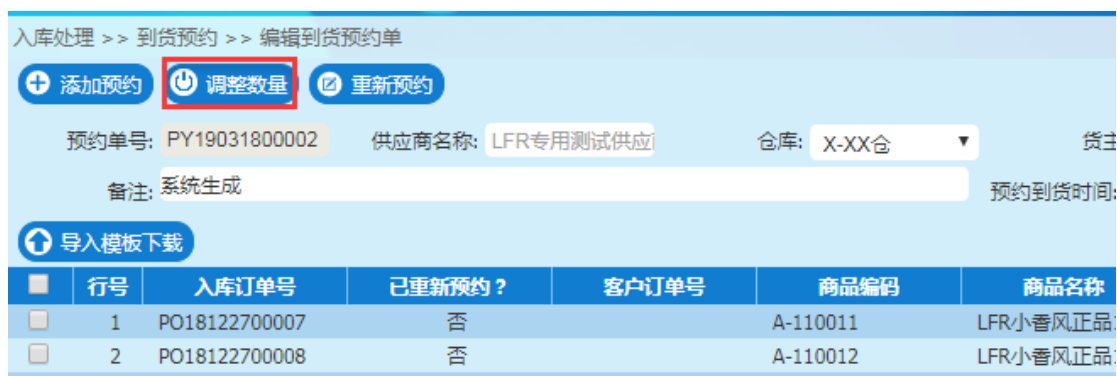 入库处理 >> 到货预约 >> 编辑到货预约单
添加预约 调整数量 重新预约
预约单号: PY19031800002 供应商名称: LFR专用测试供应 仓库: X-XX仓 货主
备注: 系统生成 预约到货时间:
导入模板下载
行号 入库订单号 已重新预约？ 客户订单号 商品编码 商品名称
1 PO18122700007 否 A-110011 LFR小香风正品
2 PO18122700008 否 A-110012 LFR小香风正品